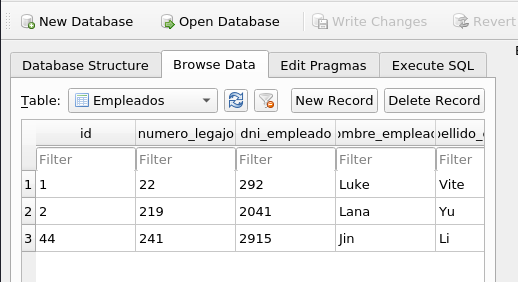 New Database Open Database Write Changes Revert
Database Structure Browse Data Edit Pragmas Execute SQL
Table: Empleados New Record Delete Record
id numero_legajo dni_empleado
Filter Filter Filter Filter Filter
1 1 22 292 Luke Vite
2 2 219 2041 Lana Yu
3 44 241 2915 Jin Li